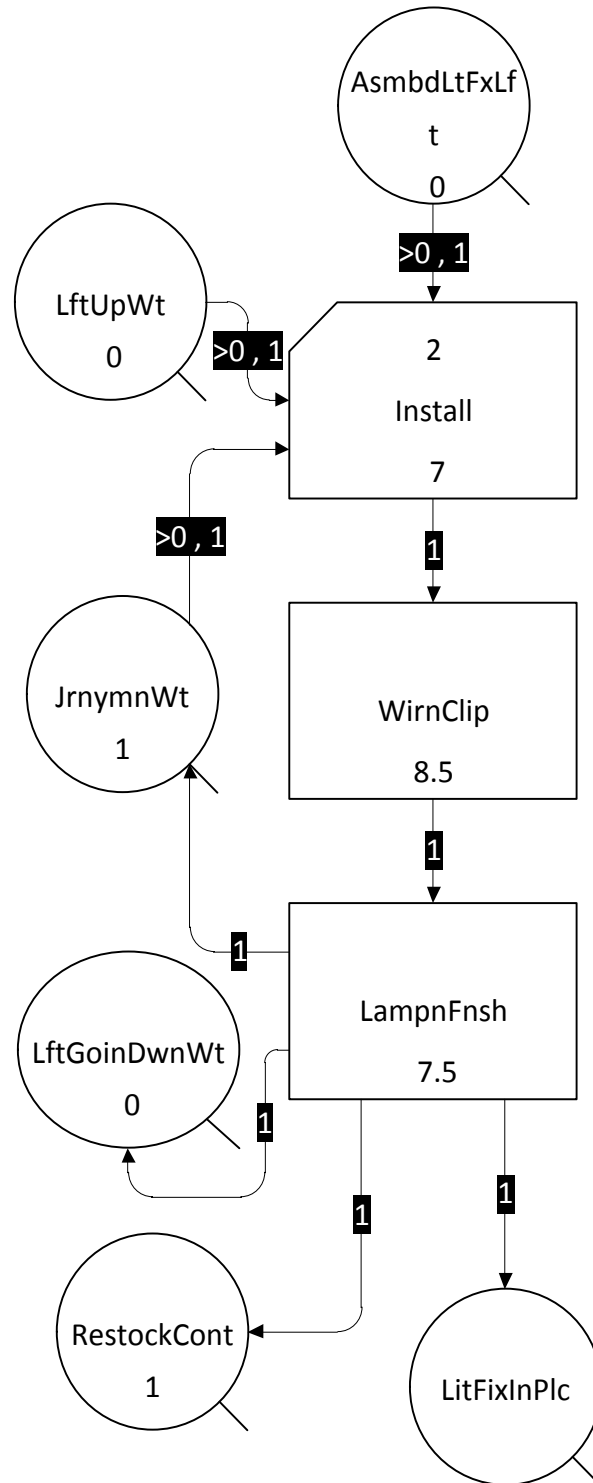 AsmbdLtFxLf
t
0
>0 , 1
LftUpWt
0
>0 , 1
2
Install
7
>0 , 1
1
JrnymnWt
1
WirnClip
8.5
1
1
LampnFnsh
7.5
LftGoinDwnWt
0
1
1
1
RestockCont
1
LitFixInPlc